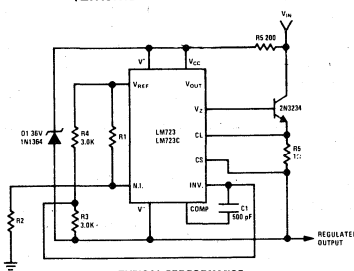 VIN
R5 200
V⁻
VCC
VREF
VOUT
VZ
2N3234
D1 36V
1N1364
R4
3.0K
R1
LM723
LM723C
CL
CS
R5
N.I.
INV.
V⁻
COMP
C1
500 pF
R2
R3
3.0K
REGULATED
OUTPUT